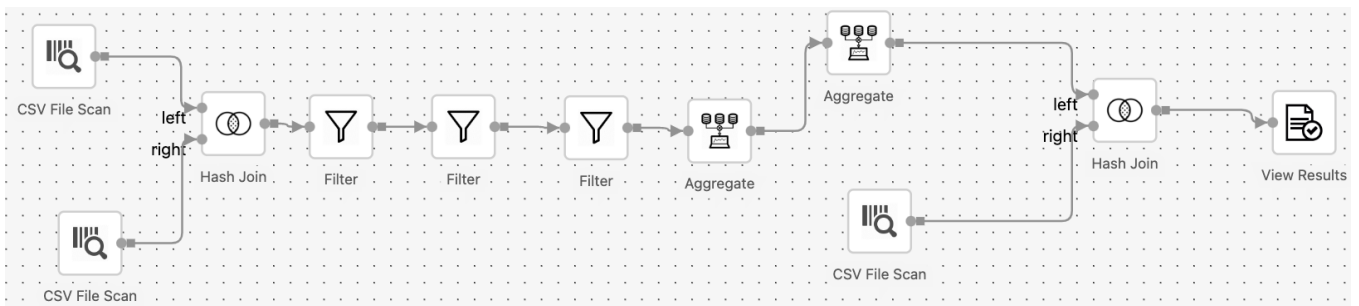 CSV File Scan
left
right
Hash Join
CSV File Scan
Filter
Filter
Filter
Aggregate
Aggregate
CSV File Scan
left
right
Hash Join
View Results